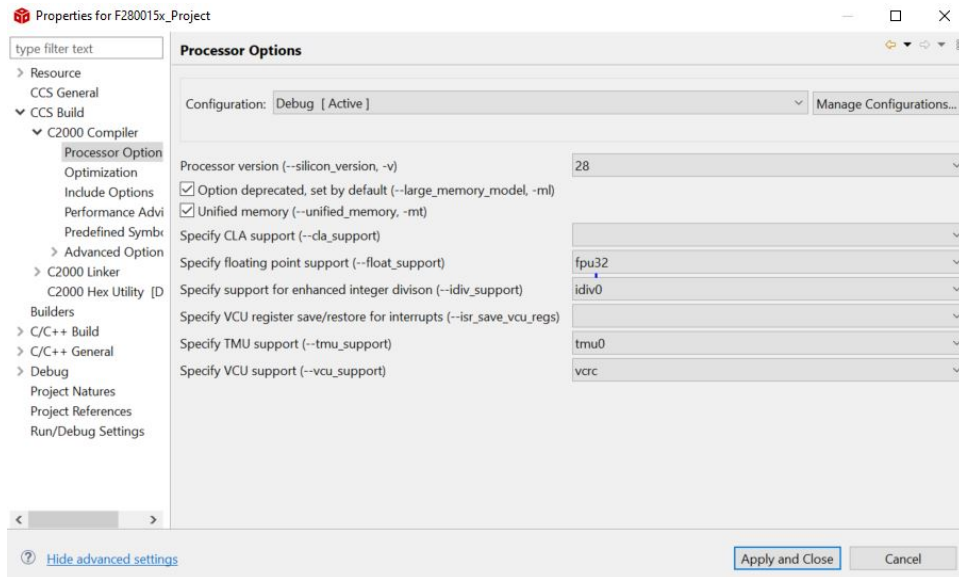 Properties for F280015x_Project
type filter text
Resource
CCS General
CCS Build
C2000 Compiler
Processor Option
Optimization
Include Options
Performance Advi
Predefined Symbo
Advanced Option
C2000 Linker
C2000 Hex Utility [D
Builders
C/C++ Build
C/C++ General
Debug
Project Natures
Project References
Run/Debug Settings
Processor Options
Configuration: Debug [ Active ] Manage Configurations...
Processor version (--silicon_version, -v) 28
Option deprecated, set by default (--large_memory_model, -ml)
Unified memory (--unified_memory, -mt)
Specify CLA support (--cla_support)
Specify floating point support (--float_support) fpu32
Specify support for enhanced integer divison (--idiv_support) idiv0
Specify VCU register save/restore for interrupts (--isr_save_vcu_regs)
Specify TMU support (--tmu_support) tmu0
Specify VCU support (--vcu_support) vcrc
Hide advanced settings
Apply and Close Cancel